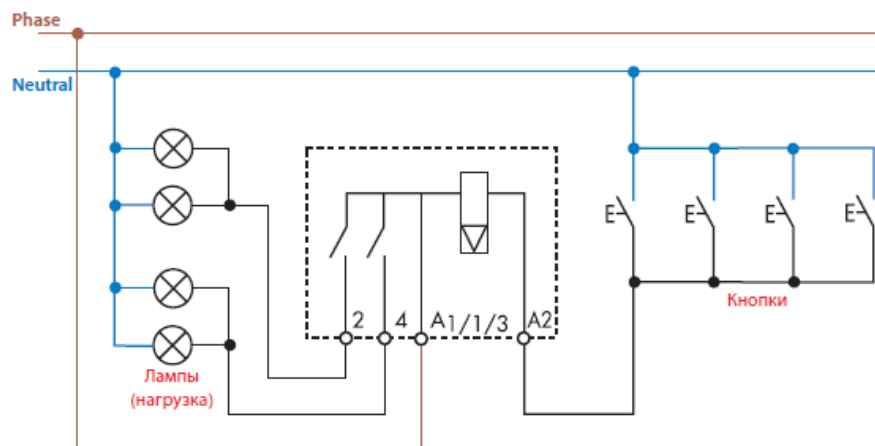 Phase
Neutral
E E E E
2 4 A1/1/3 A2
Кнопки
Лампы
(нагрузка)